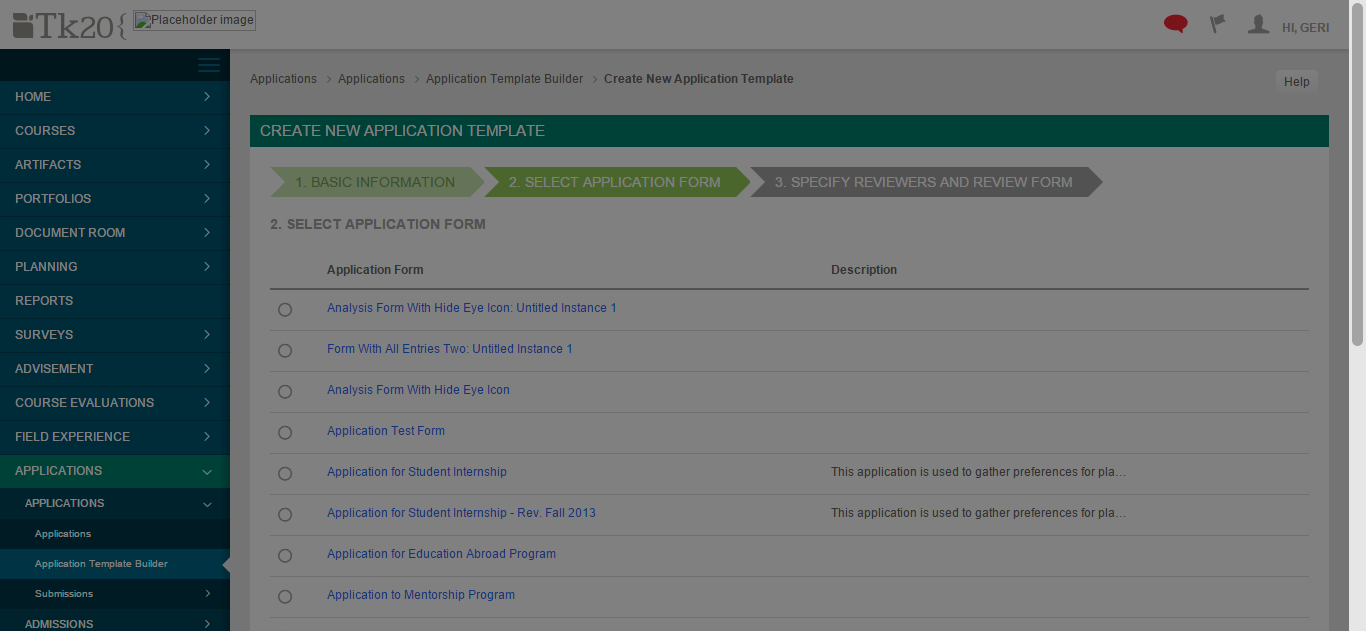 Tk20{
Placeholder image
HI, GERI
Applications > Applications > Application Template Builder > Create New Application Template
Help
HOME
COURSES
ARTIFACTS
PORTFOLIOS
DOCUMENT ROOM
PLANNING
REPORTS
SURVEYS
ADVISEMENT
COURSE EVALUATIONS
FIELD EXPERIENCE
APPLICATIONS
APPLICATIONS
Applications
Application Template Builder
Submissions
ADMISSIONS
CREATE NEW APPLICATION TEMPLATE
1. BASIC INFORMATION 2. SELECT APPLICATION FORM 3. SPECIFY REVIEWERS AND REVIEW FORM
2. SELECT APPLICATION FORM
Application Form Description
Analysis Form With Hide Eye Icon: Untitled Instance 1
Form With All Entries Two: Untitled Instance 1
Analysis Form With Hide Eye Icon
Application Test Form
Application for Student Internship This application is used to gather preferences for pla…
Application for Student Internship - Rev. Fall 2013 This application is used to gather preferences for pla…
Application for Education Abroad Program
Application to Mentorship Program